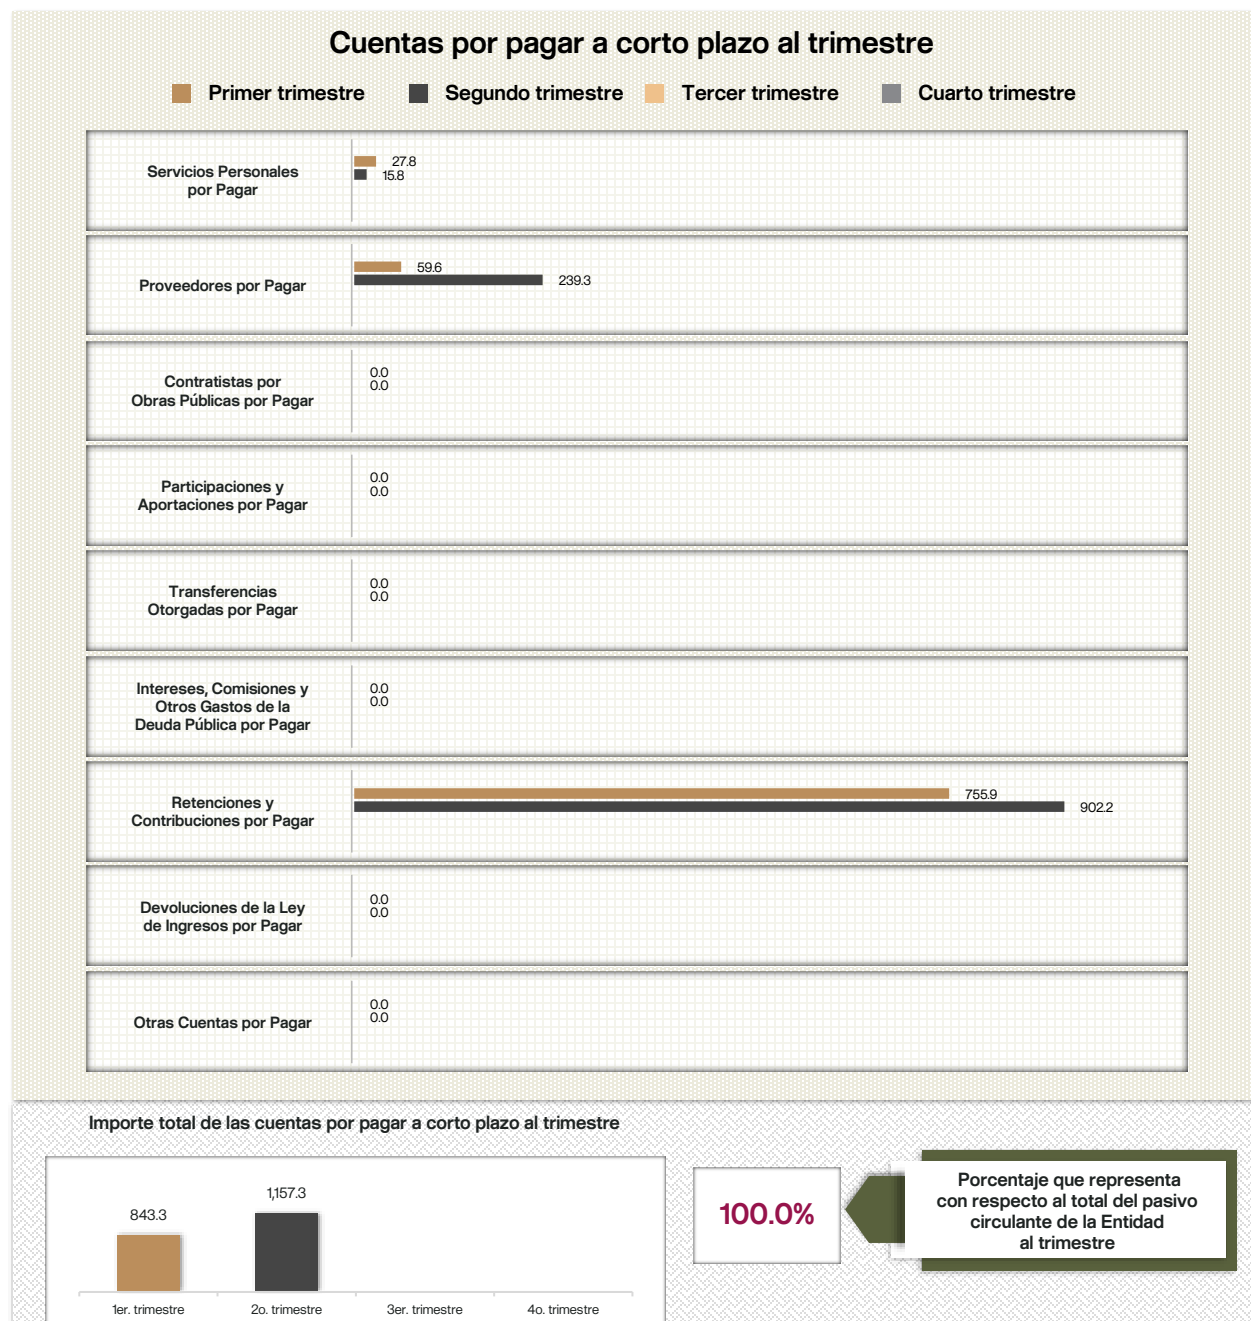 Cuentas por pagar a corto plazo al trimestre
Primer trimestre
Segundo trimestre
Tercer trimestre
Cuarto trimestre
Servicios Personales
por Pagar
27.8
15.8
Proveedores por Pagar
59.6
239.3
Contratistas por
Obras Públicas por Pagar
0.0
0.0
Participaciones y
Aportaciones por Pagar
0.0
0.0
Transferencias
Otorgadas por Pagar
0.0
0.0
Intereses, Comisiones y
Otros Gastos de la
Deuda Pública por Pagar
0.0
0.0
Retenciones y
Contribuciones por Pagar
755.9
902.2
Devoluciones de la Ley
de Ingresos por Pagar
0.0
0.0
Otras Cuentas por Pagar
0.0
0.0
Importe total de las cuentas por pagar a corto plazo al trimestre
843.3
1,157.3
1er. trimestre
2o. trimestre
3er. trimestre
4o. trimestre
100.0%
Porcentaje que representa
con respecto al total del pasivo
circulante de la Entidad
al trimestre